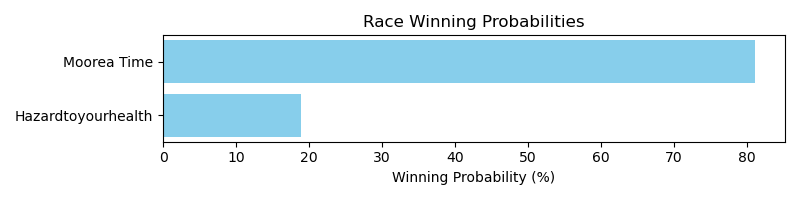 Race Winning Probabilities
Moorea Time
Hazardtoyourhealth
0 10 20 30 40 50 60 70 80
Winning Probability (%)